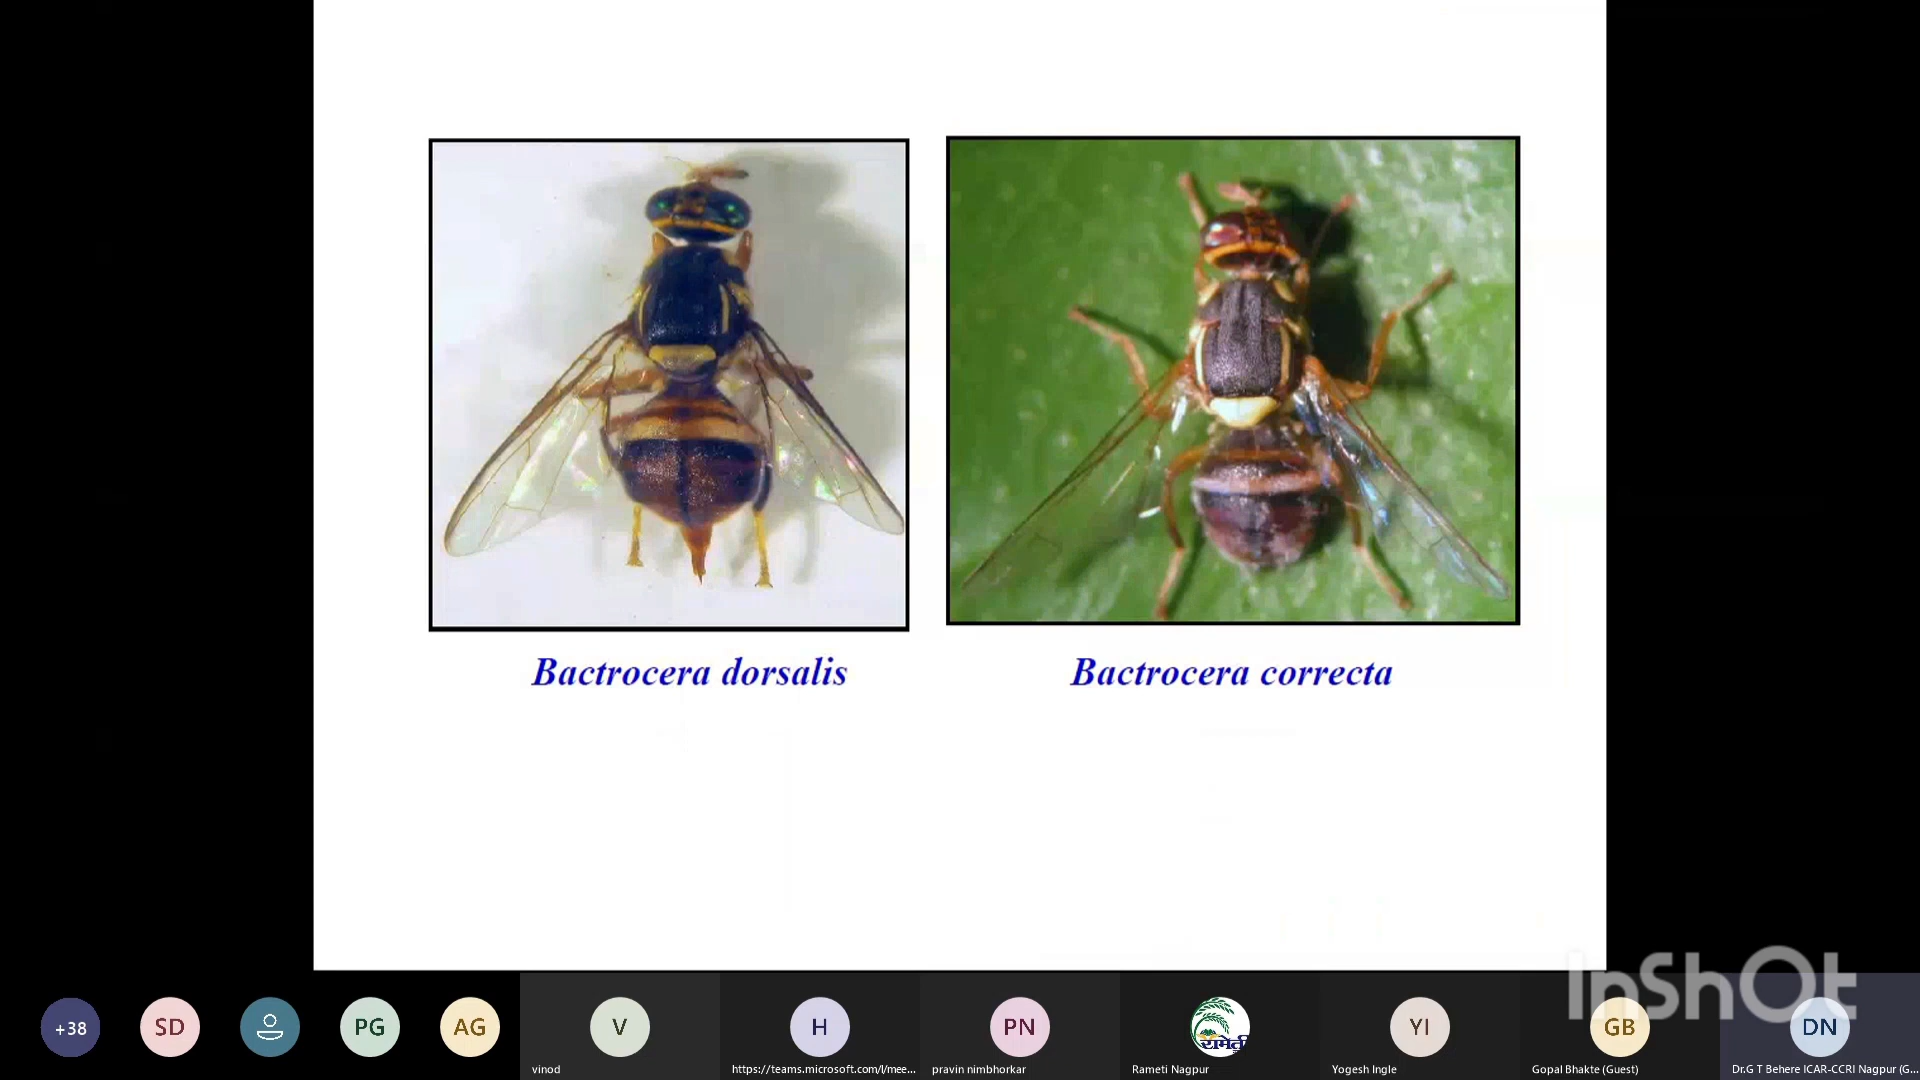 Bactrocera dorsalis
Bactrocera correcta
InShOt
+38
SD
PG
AG
V
H
PN
रामेती
YI
GB
DN
vinod
https://teams.microsoft.com/l/mee...
pravin nimbhorkar
Rameti Nagpur
Yogesh Ingle
Gopal Bhakte (Guest)
Dr.G T Behere ICAR-CCRI Nagpur (G...